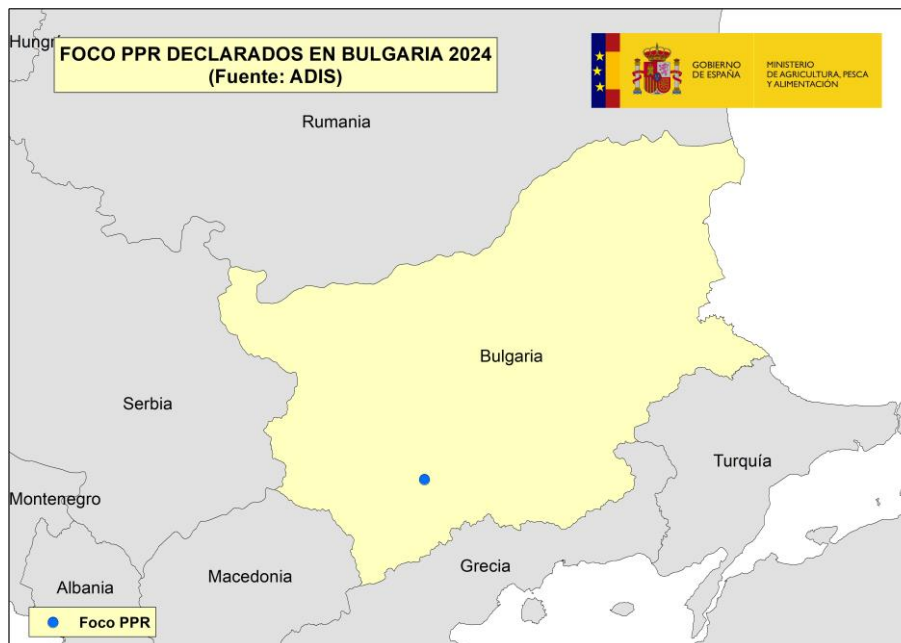 Hungrí
FOCO PPR DECLARADOS EN BULGARIA 2024
(Fuente: ADIS)
GOBIERNO
DE ESPAÑA
MINISTERIO
DE AGRICULTURA, PESCA
Y ALIMENTACIÓN
Rumania
Bulgaria
Serbia
Turquía
Montenegro
Grecia
Macedonia
Albania
Foco PPR